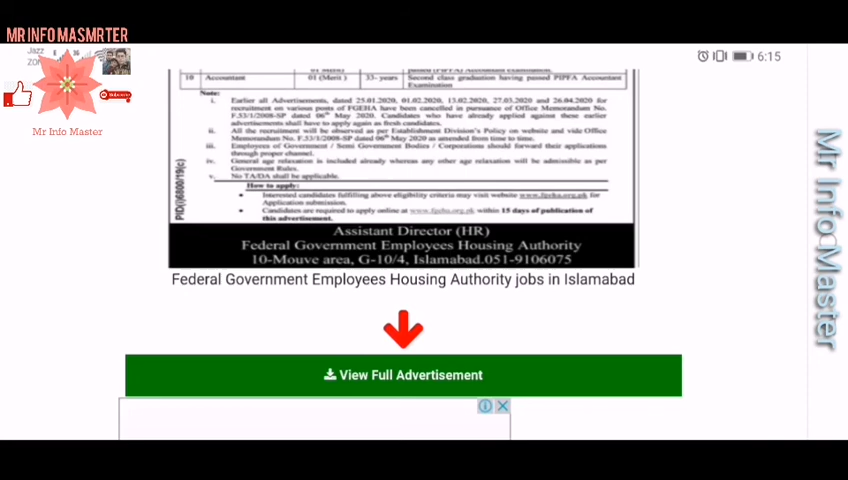 MR INFO MASMRTER
Jazz
ZON
6:15
Mr Info Master
Subscribe
10 Accountant 01 (Merit) 33- years Second class graduation having passed PIPFA Accountant
Examination
Note:
i. Earlier all Advertisements, dated 25.01.2020, 01.02.2020, 13.02.2020, 27.03.2020 and 26.04.2020 for
recruitment on various posts of FGEHA have been cancelled in pursuance of Office Memorandum No.
F.53/1/2008-SP dated 06th May 2020. Candidates who have already applied against these earlier
advertisements shall have to apply again as fresh candidates.
ii. All the recruitment will be observed as per Establishment Division's Policy on website and vide Office
Memorandum No. F.53/1/2008-SP dated 06th May 2020 as amended from time to time.
iii. Employees of Government / Semi Government Bodies / Corporations should forward their applications
through proper channel.
iv. General age relaxation is included already whereas any other age relaxation will be admissible as per
Government Rules.
v. No TA/DA shall be applicable.
How to apply:
• Interested candidates fulfilling above eligibility criteria may visit website www.fgeha.org.pk for
Application submission.
• Candidates are required to apply online at www.fgeha.org.pk within 15 days of publication of
this advertisement.
PID(I)6800/19(c)
Assistant Director (HR)
Federal Government Employees Housing Authority
10-Mouve area, G-10/4, Islamabad.051-9106075
Federal Government Employees Housing Authority jobs in Islamabad
View Full Advertisement
Mr Info Master